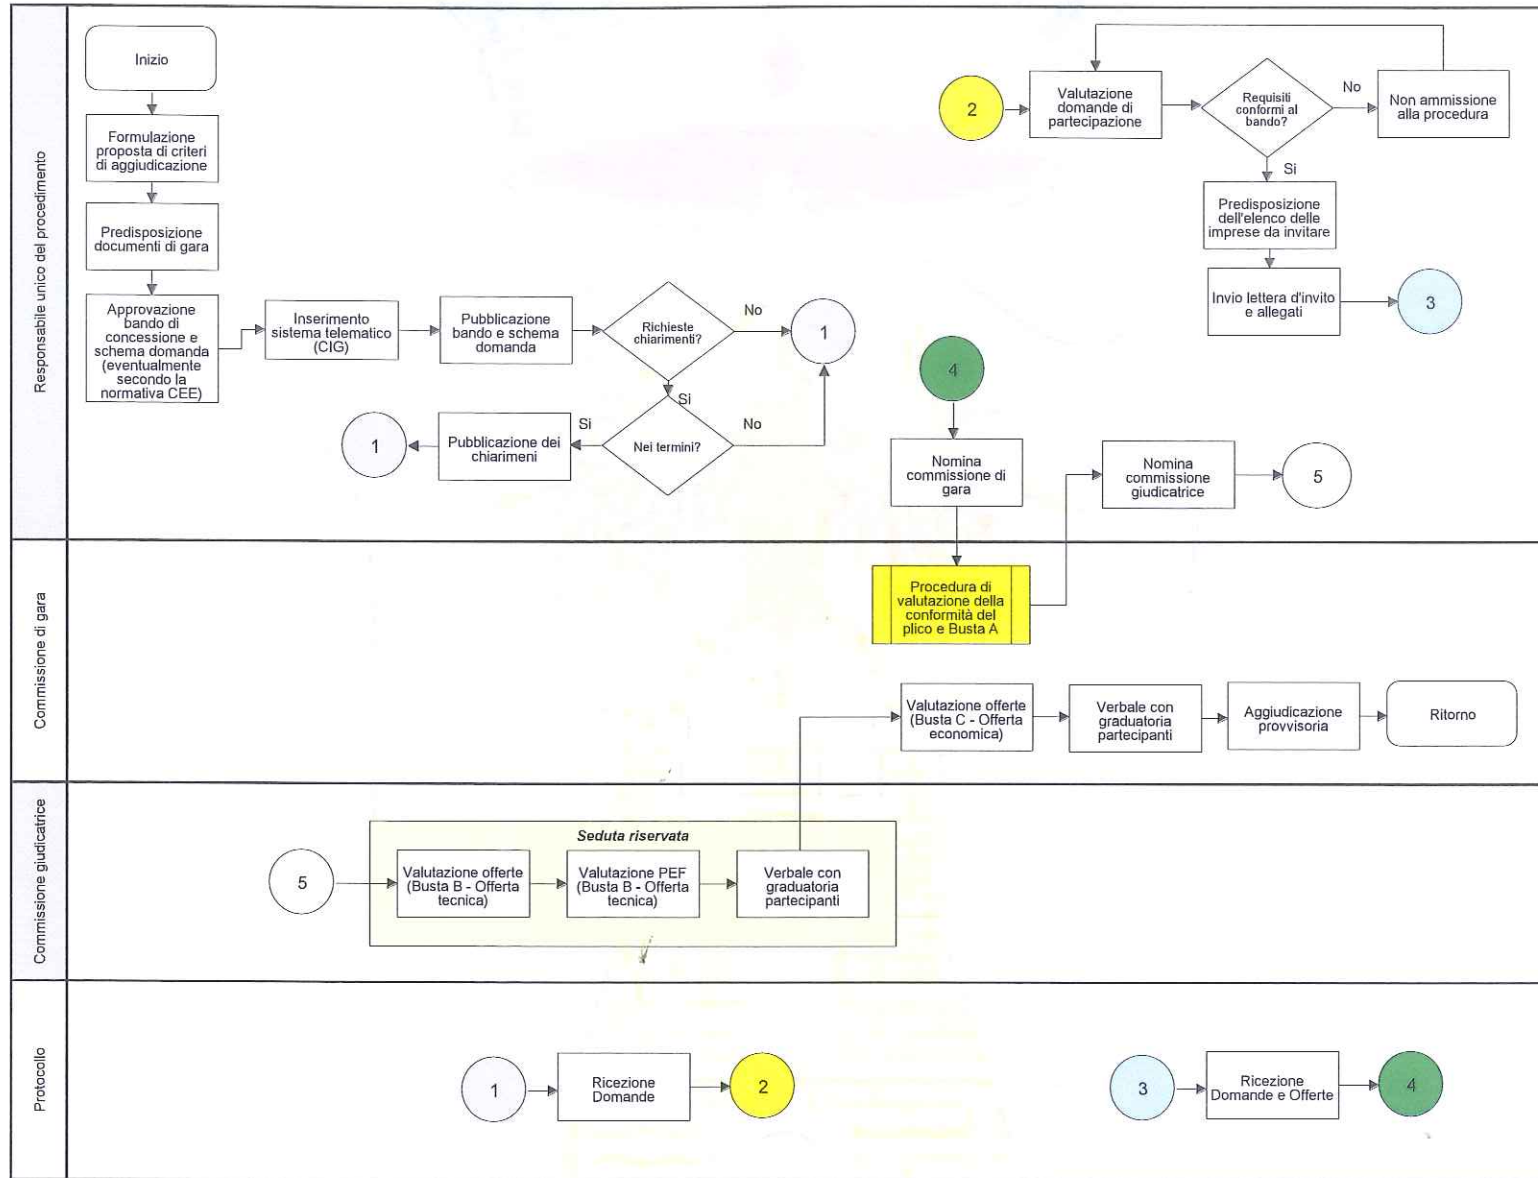 Responsabile unico del procedimento
Inizio
Formulazione
proposta di criteri
di aggiudicazione
Predisposizione
documenti di gara
Approvazione
bando di
concessione e
schema domanda
(eventualmente
secondo la
normativa CEE)
Inserimento
sistema telematico
(CIG)
Pubblicazione
bando e schema
domanda
Richieste
chiarimenti?
No
1
Si
Nei termini?
No
Si
Pubblicazione dei
chiarimeni
1
2
Valutazione
domande di
partecipazione
Requisiti
conformi al
bando?
No
Non ammissione
alla procedura
Si
Predisposizione
dell'elenco delle
imprese da invitare
Invio lettera d'invito
e allegati
3
4
Nomina
commissione di
gara
Nomina
commissione
giudicatrice
5
Commissione di gara
Procedura di
valutazione della
conformità del
plico e Busta A
Valutazione offerte
(Busta C - Offerta
economica)
Verbale con
graduatoria
partecipanti
Aggiudicazione
provvisoria
Ritorno
Commissione giudicatrice
Seduta riservata
5
Valutazione offerte
(Busta B - Offerta
tecnica)
Valutazione PEF
(Busta B - Offerta
tecnica)
Verbale con
graduatoria
partecipanti
Protocollo
1
Ricezione
Domande
2
3
Ricezione
Domande e Offerte
4